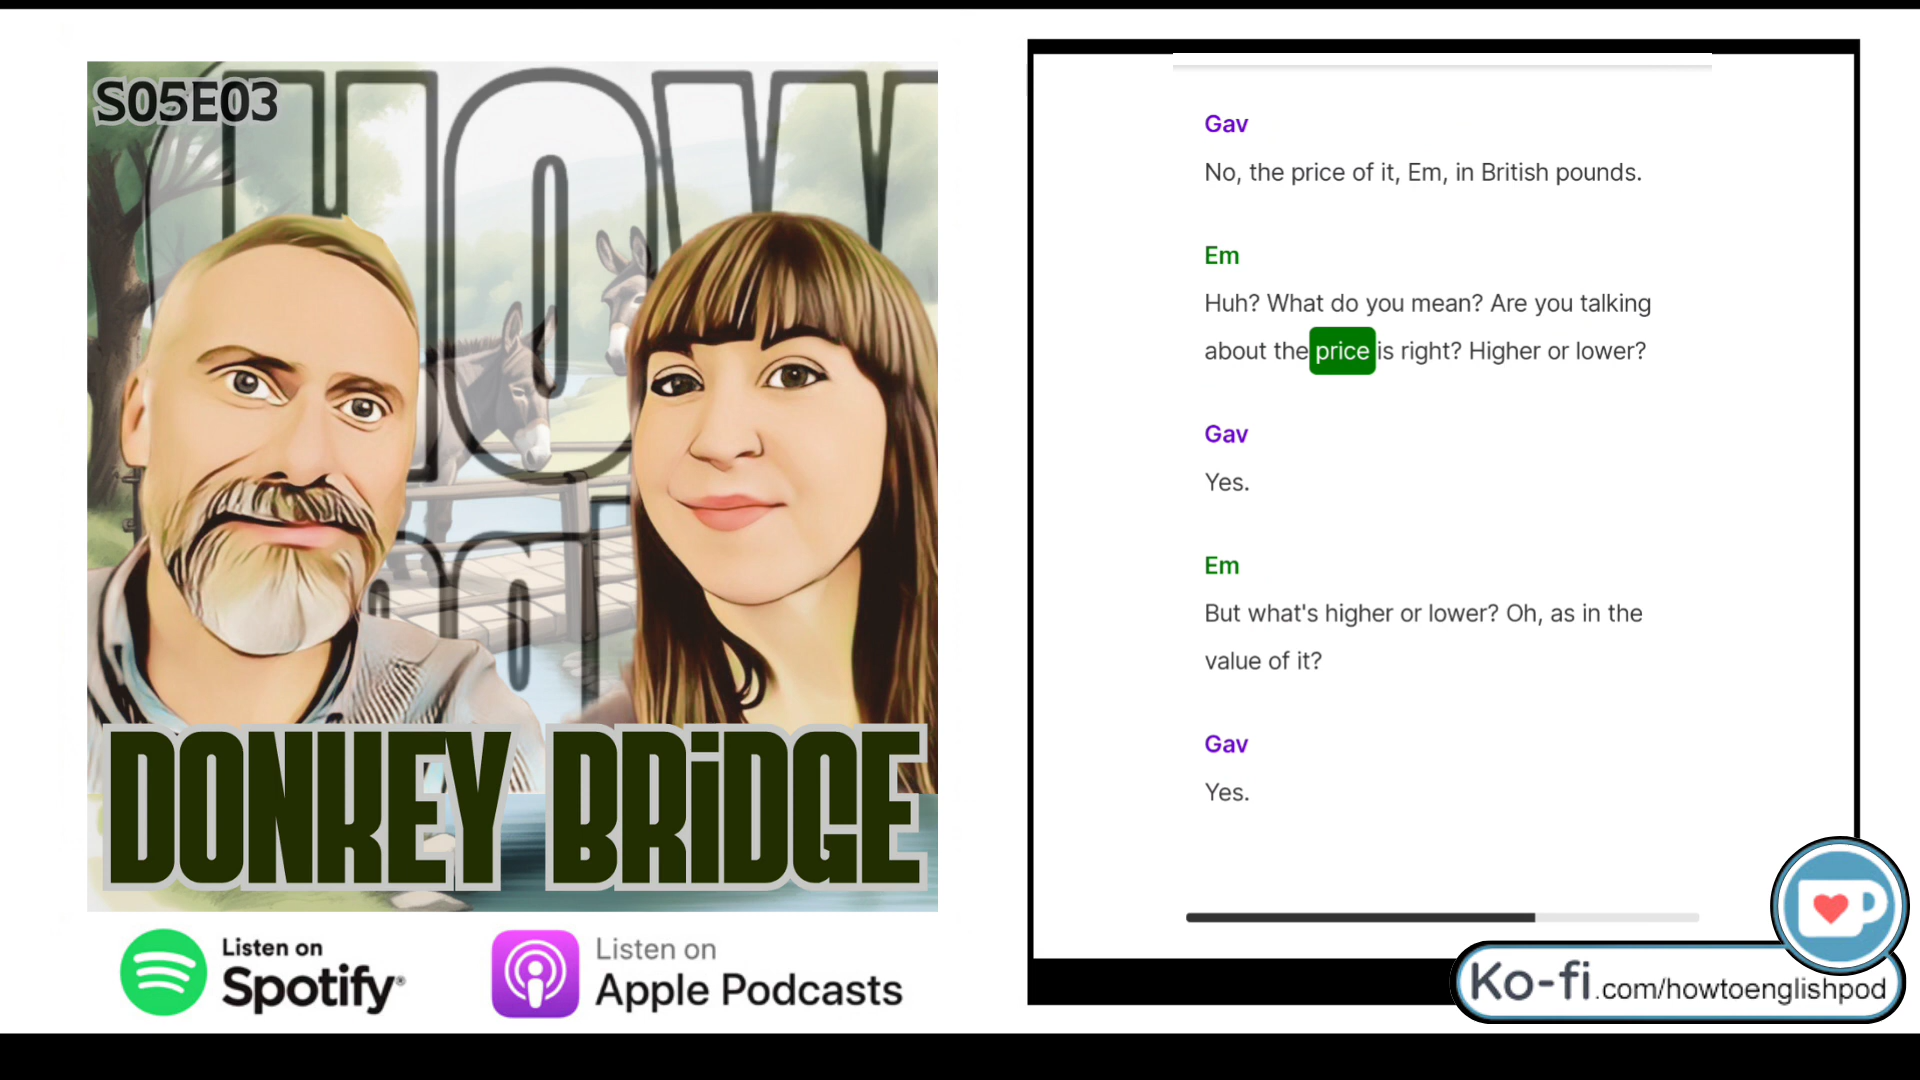 S05E03
HOW
DONKEY BRiDGE
Listen on
Spotify®
Listen on
Apple Podcasts
Gav
No, the price of it, Em, in British pounds.
Em
Huh? What do you mean? Are you talking
about the price is right? Higher or lower?
Gav
Yes.
Em
But what's higher or lower? Oh, as in the
value of it?
Gav
Yes.
Ko-fi.com/howtoenglishpod